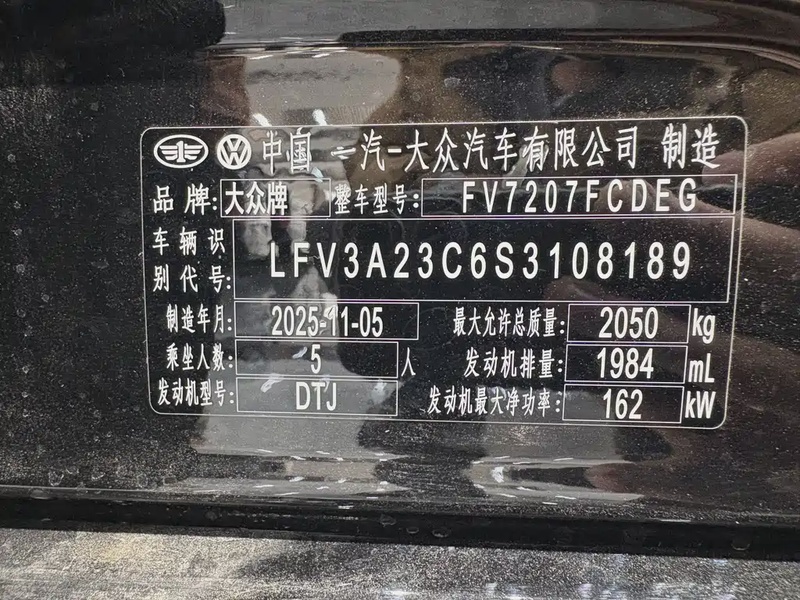 中国 一汽-大众汽车有限公司 制造
品牌: 大众牌 整车型号: FV7207FCDEG
车辆识别代号: LFV3A23C6S3108189
制造年月: 2025-11-05 最大允许总质量: 2050 kg
乘坐人数: 5 人 发动机排量: 1984 mL
发动机型号: DTJ 发动机最大净功率: 162 kW